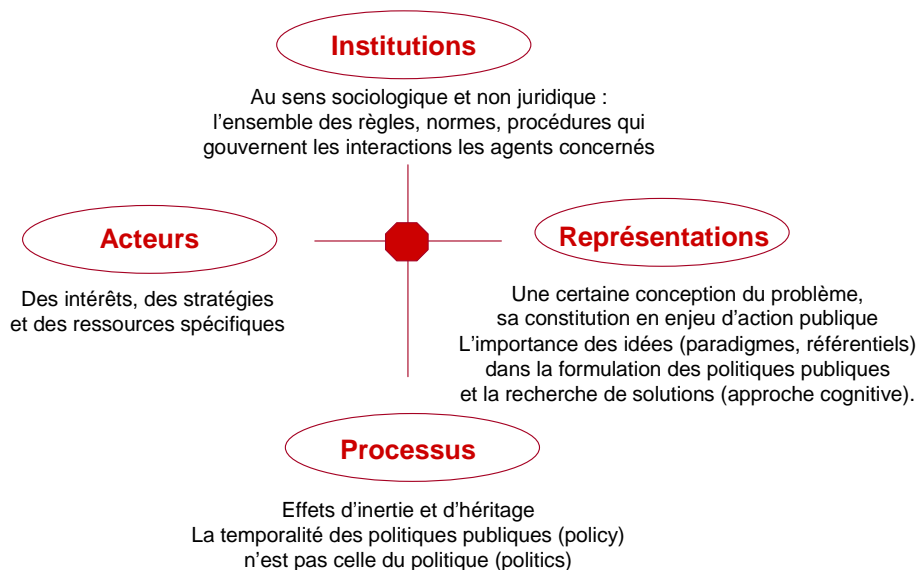 Institutions
Au sens sociologique et non juridique :
l'ensemble des règles, normes, procédures qui
gouvernent les interactions les agents concernés
Acteurs
Des intérêts, des stratégies
et des ressources spécifiques
Représentations
Une certaine conception du problème,
sa constitution en enjeu d'action publique
L'importance des idées (paradigmes, référentiels)
dans la formulation des politiques publiques
et la recherche de solutions (approche cognitive).
Processus
Effets d'inertie et d'héritage
La temporalité des politiques publiques (policy)
n'est pas celle du politique (politics)